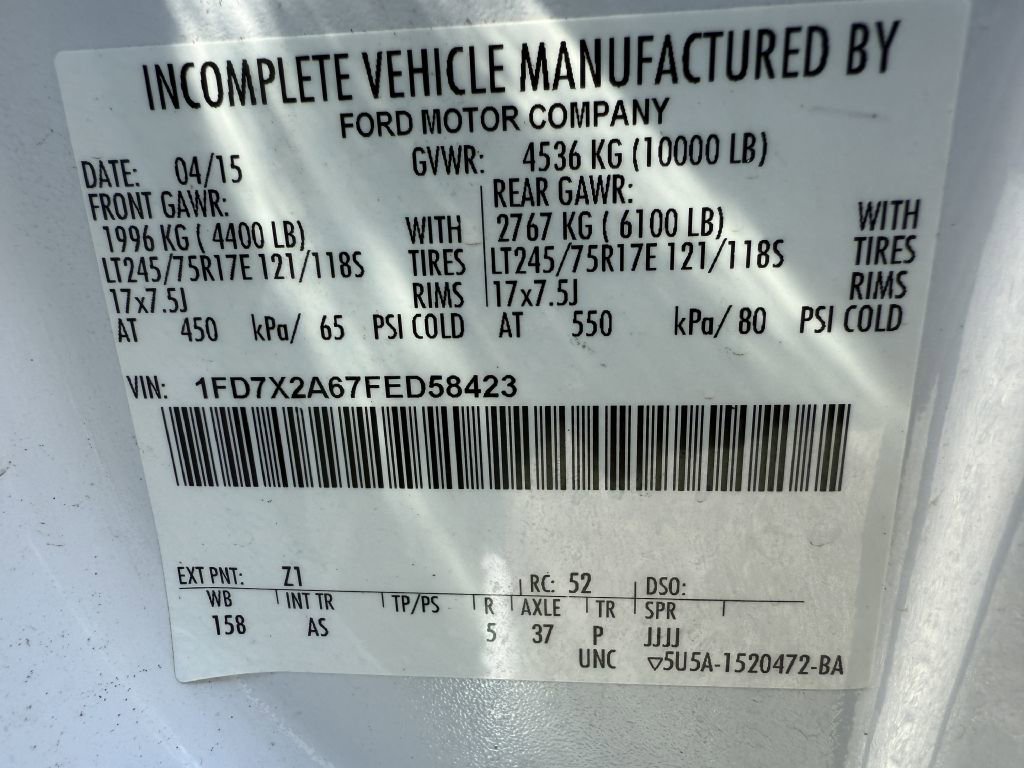 INCOMPLETE VEHICLE MANUFACTURED BY
FORD MOTOR COMPANY
DATE: 04/15 GVWR: 4536 KG (10000 LB)
FRONT GAWR: REAR GAWR:
1996 KG ( 4400 LB) WITH 2767 KG ( 6100 LB) WITH
LT245/75R17E 121/118S TIRES LT245/75R17E 121/118S TIRES
17x7.5J RIMS 17x7.5J RIMS
AT 450 kPa/ 65 PSI COLD AT 550 kPa/ 80 PSI COLD
VIN: 1FD7X2A67FED58423
EXT PNT: Z1 RC: 52 DSO:
WB INT TR TP/PS R AXLE TR SPR
158 AS 5 37 P JJJJ
UNC ▽5U5A-1520472-BA